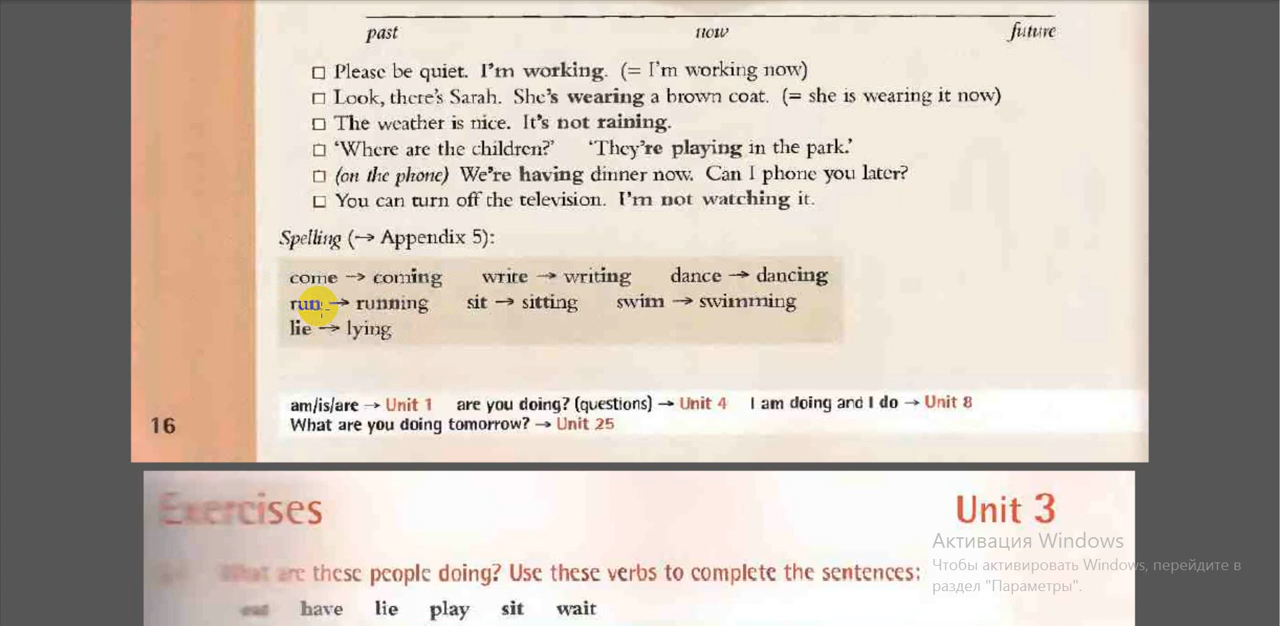 past now future
□ Please be quiet. I'm working. (= I'm working now)
□ Look, there's Sarah. She's wearing a brown coat. (= she is wearing it now)
□ The weather is nice. It's not raining.
□ 'Where are the children?' 'They're playing in the park.'
□ (on the phone) We're having dinner now. Can I phone you later?
□ You can turn off the television. I'm not watching it.
Spelling (→ Appendix 5):
come → coming write → writing dance → dancing
run → running sit → sitting swim → swimming
lie → lying
am/is/are → Unit 1 are you doing? (questions) → Unit 4 I am doing and I do → Unit 8
What are you doing tomorrow? → Unit 25
16
Exercises Unit 3
Активация Windows
Чтобы активировать Windows, перейдите в
раздел "Параметры".
What are these people doing? Use these verbs to complete the sentences:
eat have lie play sit wait